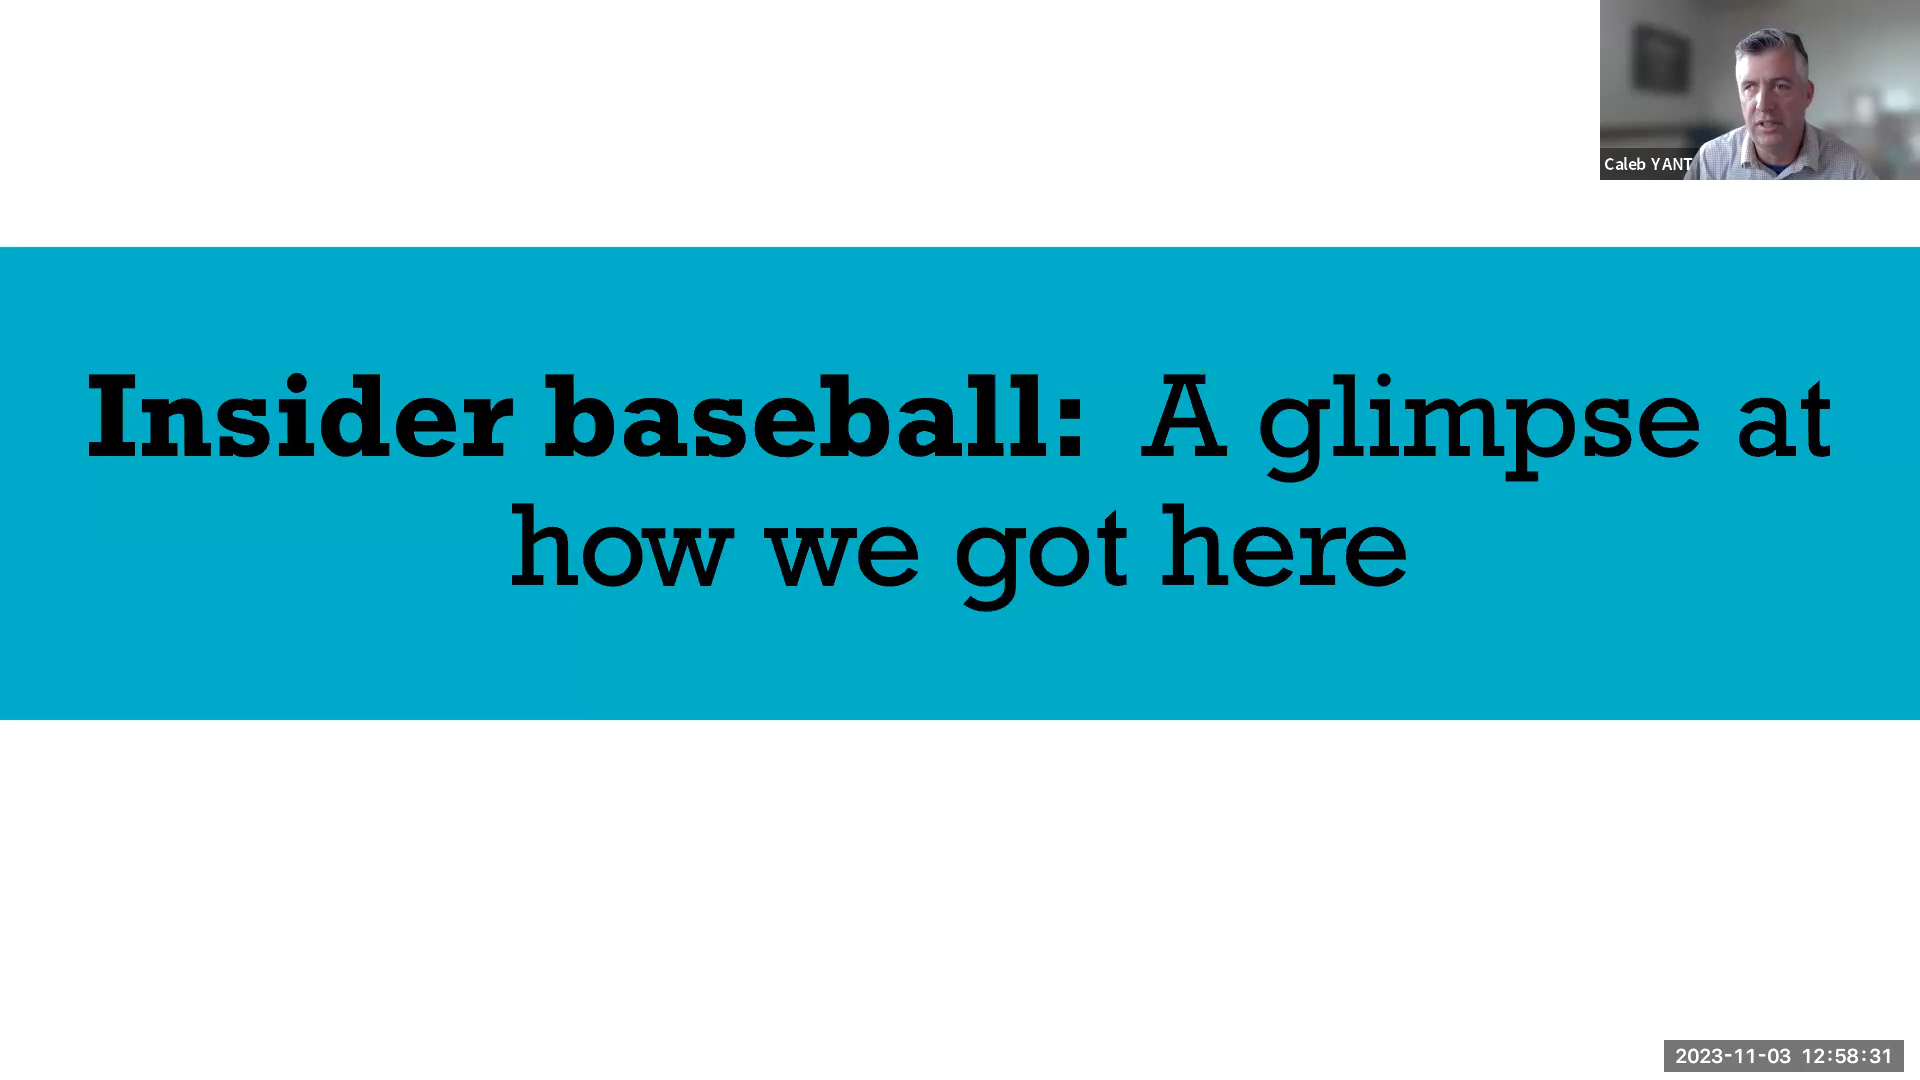 Caleb YANT
Insider baseball: A glimpse at
how we got here
2023-11-03 12:58:31